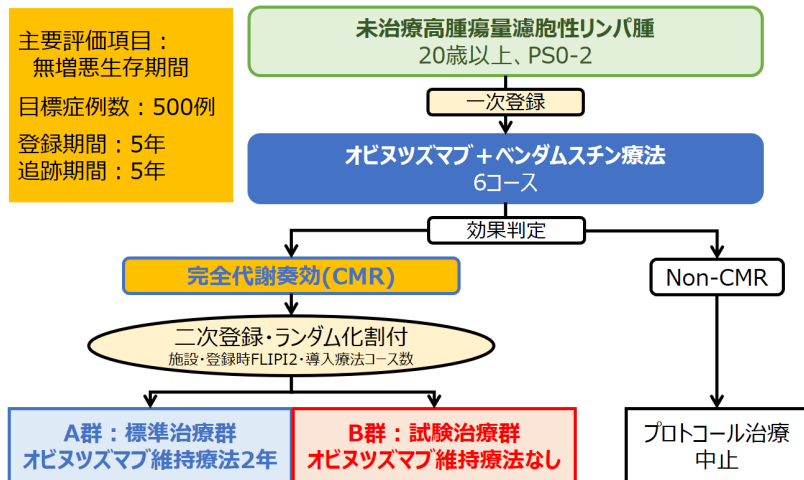 主要評価項目：
無増悪生存期間
目標症例数：500例
登録期間：5年
追跡期間：5年
未治療高腫瘍量濾胞性リンパ腫
20歳以上、PS0-2
一次登録
オビヌツズマブ＋ベンダムスチン療法
6コース
効果判定
完全代謝奏効(CMR)
Non-CMR
二次登録・ランダム化割付
施設・登録時FLIPI2・導入療法コース数
A群：標準治療群
オビヌツズマブ維持療法2年
B群：試験治療群
オビヌツズマブ維持療法なし
プロトコール治療
中止